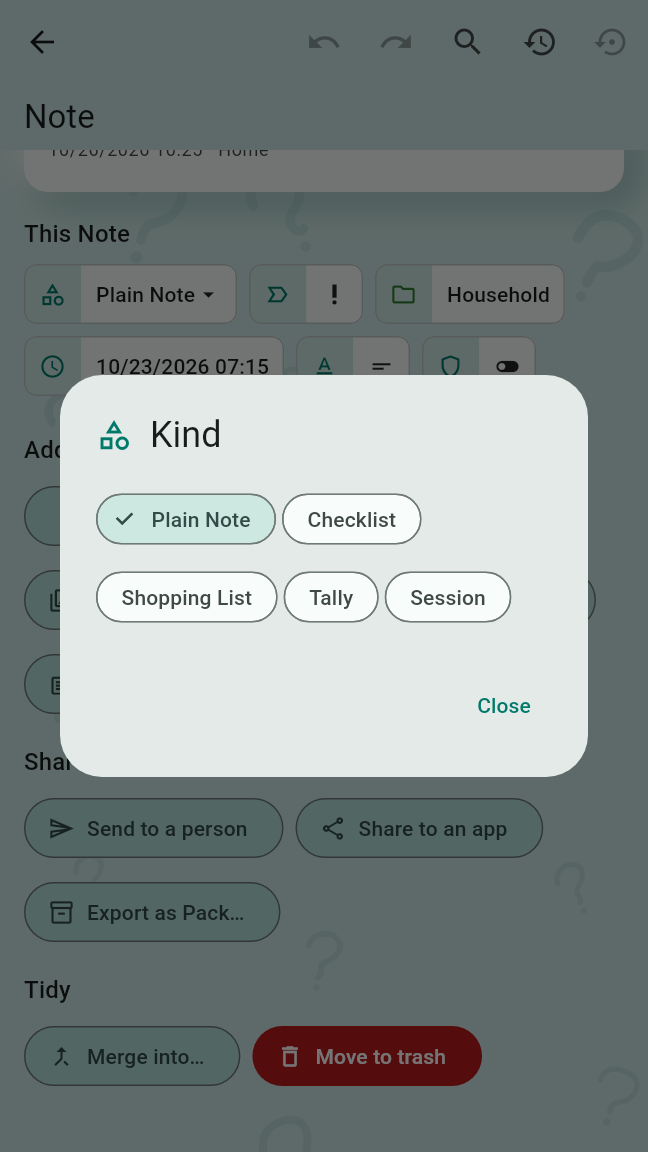 Note
10/20/2026 10:25 Home
This Note
Plain Note
Household
10/23/2026 07:15
Kind
Plain Note
Checklist
Shopping List
Tally
Session
Close
Send to a person
Share to an app
Export as Pack…
Tidy
Merge into…
Move to trash